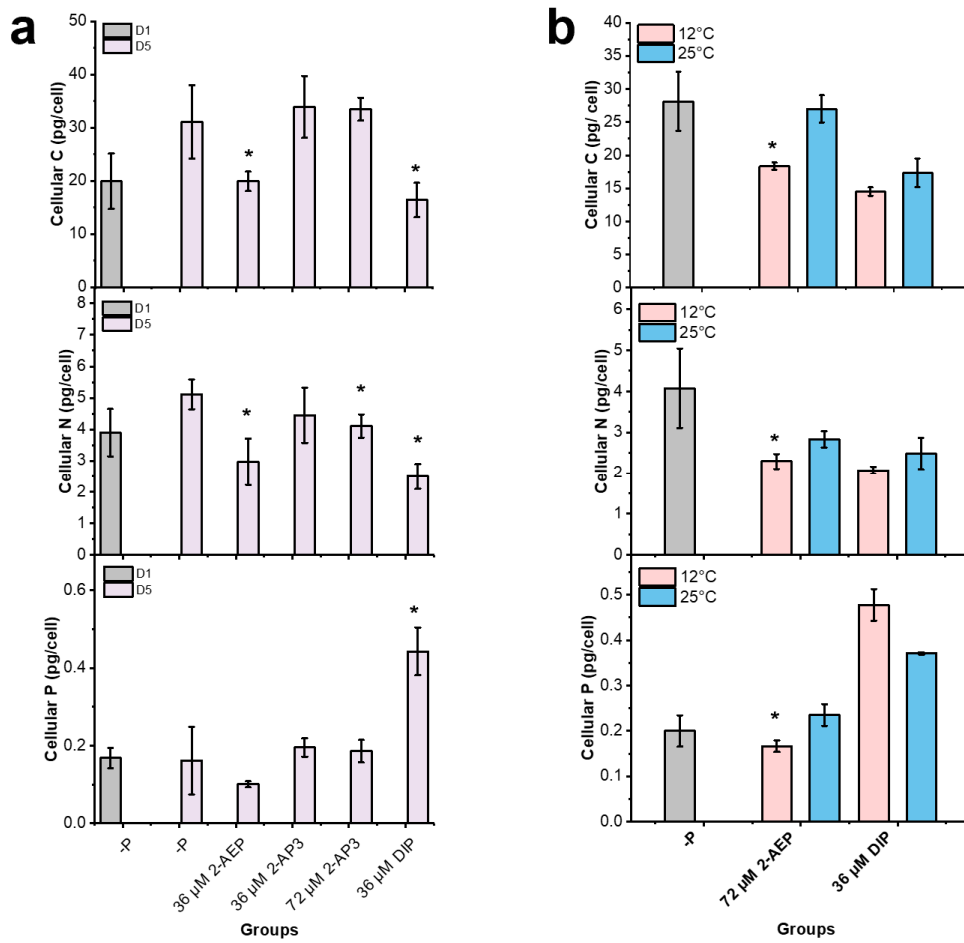 a
D1
D5
Cellular C (pg/cell)
50
40
30
20
10
0
*
*
D1
D5
Cellular N (pg/cell)
8
7
6
5
4
3
2
1
0
*
*
*
D1
D5
Cellular P (pg/cell)
0.6
0.4
0.2
0.0
*
-P
-P
36 µM 2-AEP
36 µM 2-AP3
72 µM 2-AP3
36 µM DIP
Groups
b
12°C
25°C
Cellular C (pg/ cell)
40
35
30
25
20
15
10
5
0
*
12°C
25°C
Cellular N (pg/cell)
6
5
4
3
2
1
0
*
12°C
25°C
Cellular P (pg/cell)
0.5
0.4
0.3
0.2
0.1
0.0
*
-P
72 µM 2-AEP
36 µM DIP
Groups